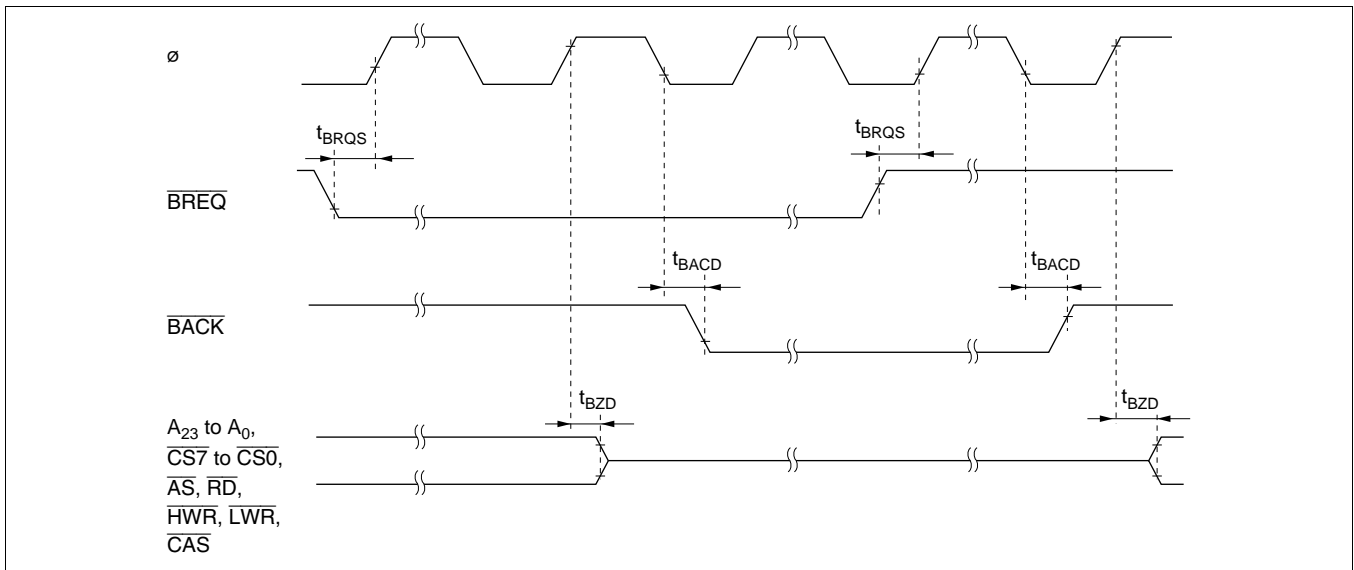 ø
tBRQS
tBRQS
BREQ
tBACD
tBACD
BACK
tBZD
tBZD
A23 to A0,
CS7 to CS0,
AS, RD,
HWR, LWR,
CAS